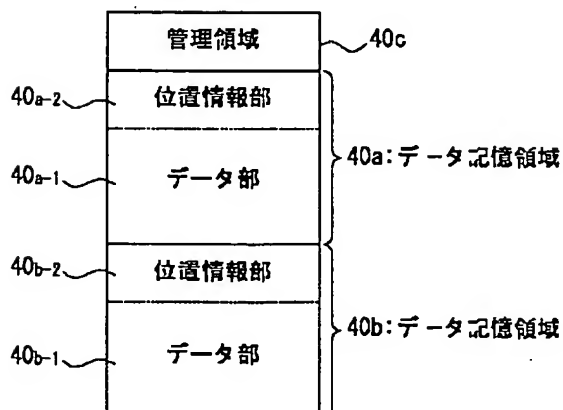 管理領域 40c
40a-2 位置情報部
40a-1 データ部 40a:データ記憶領域
40b-2 位置情報部
40b-1 データ部 40b:データ記憶領域